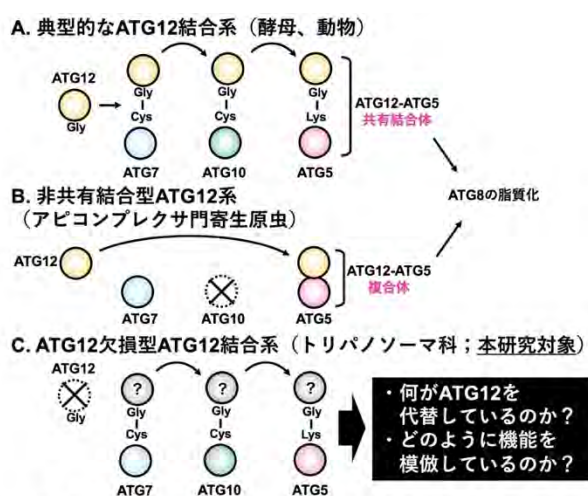 A. 典型的なATG12結合系（酵母、動物）
ATG12
Gly
Gly
Cys
ATG7
Gly
Cys
ATG10
Gly
Lys
ATG5
ATG12-ATG5
共有結合体
ATG8の脂質化
B. 非共有結合型ATG12系
（アピコンプレクサ門寄生原虫）
ATG12
ATG7
ATG10
ATG5
ATG12-ATG5
複合体
C. ATG12欠損型ATG12結合系（トリパノソーマ科；本研究対象）
ATG12
Gly
?
Gly
Cys
ATG7
?
Gly
Cys
ATG10
?
Gly
Lys
ATG5
・何がATG12を
代替しているのか？
・どのように機能を
模倣しているのか？